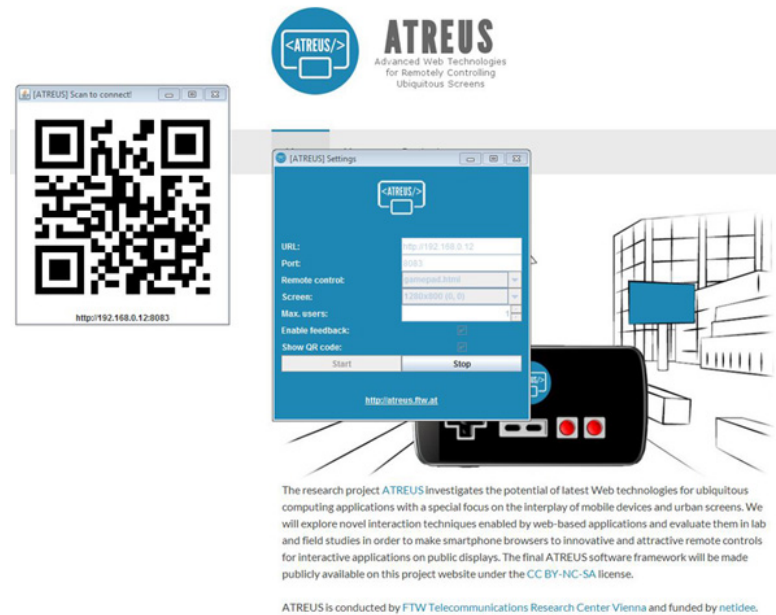 <ATREUS/>
ATREUS
Advanced Web Technologies
for Remotely Controlling
Ubiquitous Screens
[ATREUS] Scan to connect!
http://192.168.0.12:8083
[ATREUS] Settings
<ATREUS/>
URL: http://192.168.0.12
Port: 8083
Remote control: gamepad.html
Screen: 1280x800 (0, 0)
Max. users: 1
Enable feedback:
Show QR code:
Start Stop
http://atreus.ftw.at
The research project ATREUS investigates the potential of latest Web technologies for ubiquitous
computing applications with a special focus on the interplay of mobile devices and urban screens. We
will explore novel interaction techniques enabled by web-based applications and evaluate them in lab
and field studies in order to make smartphone browsers to innovative and attractive remote controls
for interactive applications on public displays. The final ATREUS software framework will be made
publicly available on this project website under the CC BY-NC-SA license.
ATREUS is conducted by FTW Telecommunications Research Center Vienna and funded by netidee.